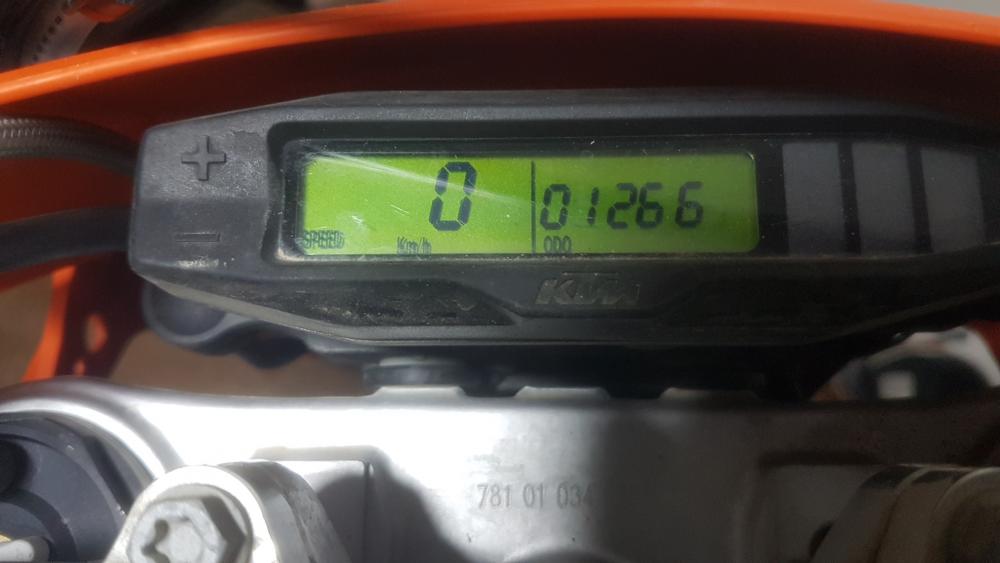 +
0
01266
SPEED
Km/h
ODO
−
KTM
781 01 034